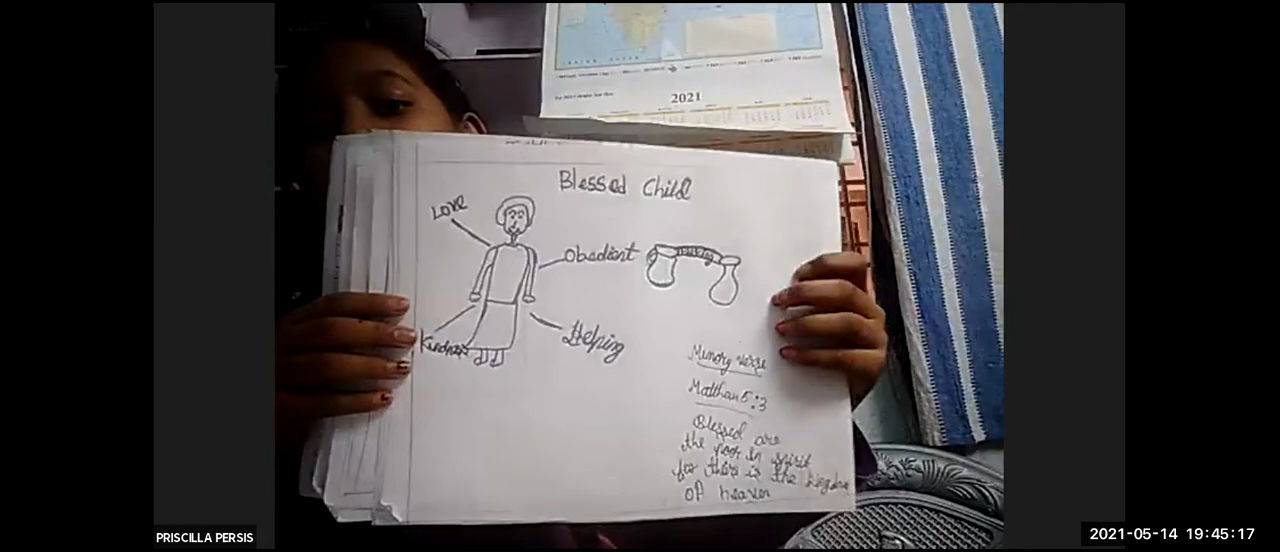 2021
Blessed Child
Love
Obedient
Kindness
Helping
Memory verse
Matthau 5:3
Blessed are
the poor in spirit
for theirs is the kingdom
of heaven
PRISCILLA PERSIS
2021-05-14 19:45:17